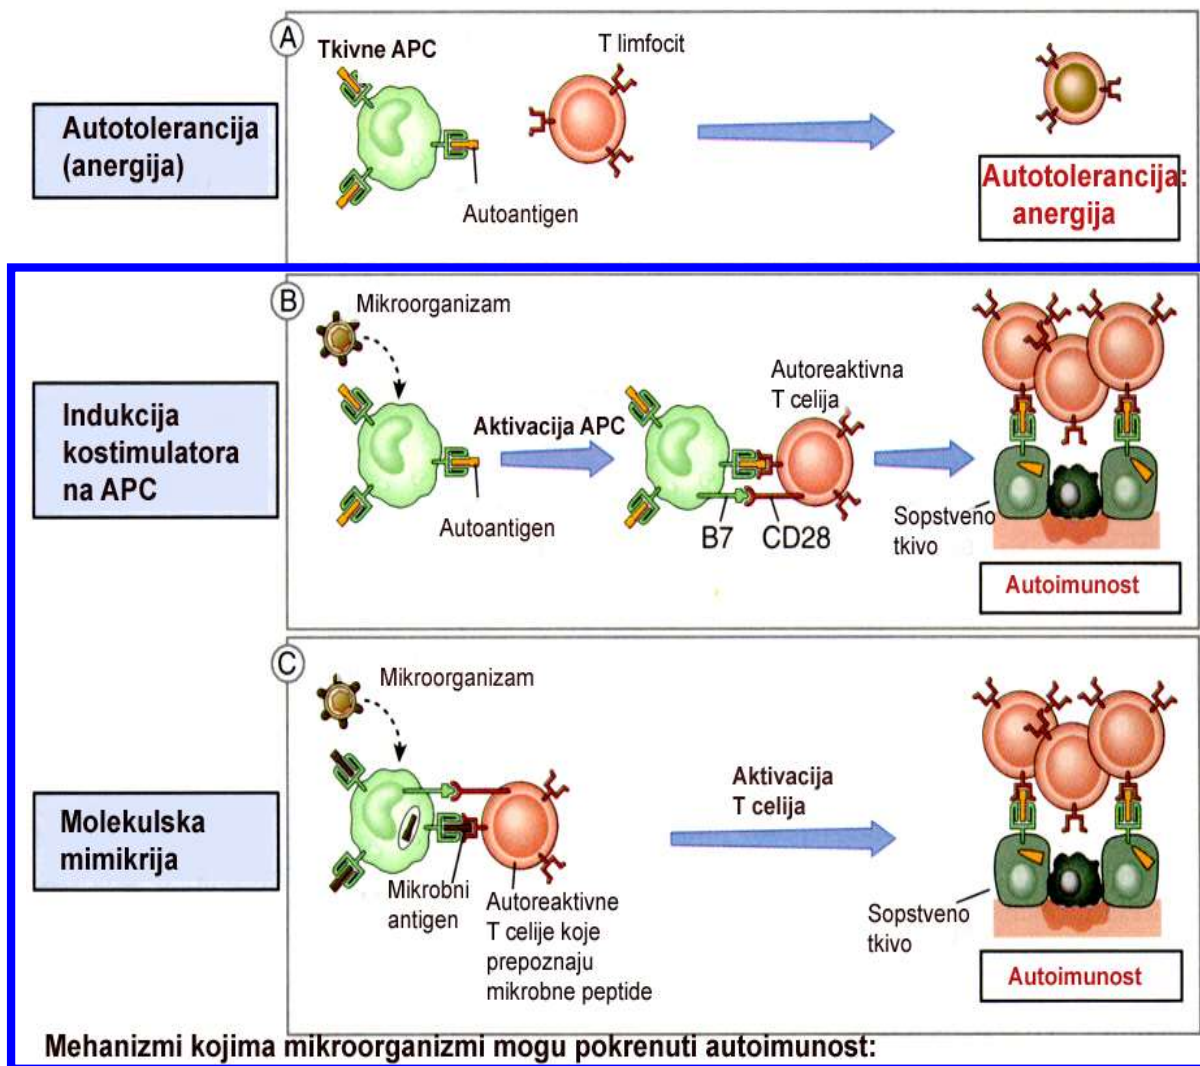 A
Tkivne APC
T limfocit
Autotolerancija
(anergija)
Autoantigen
Autotolerancija:
anergija
B
Mikroorganizam
Indukcija
kostimulatora
na APC
Aktivacija APC
Autoreaktivna
T celija
Autoantigen
B7
CD28
Sopstveno
tkivo
Autoimunost
C
Mikroorganizam
Molekulska
mimikrija
Aktivacija
T celija
Mikrobni
antigen
Autoreaktivne
T celije koje
prepoznaju
mikrobne peptide
Sopstveno
tkivo
Autoimunost
Mehanizmi kojima mikroorganizmi mogu pokrenuti autoimunost: